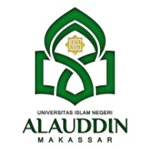 UNIVERSITAS ISLAM NEGERI
ALAUDDIN
MAKASSAR